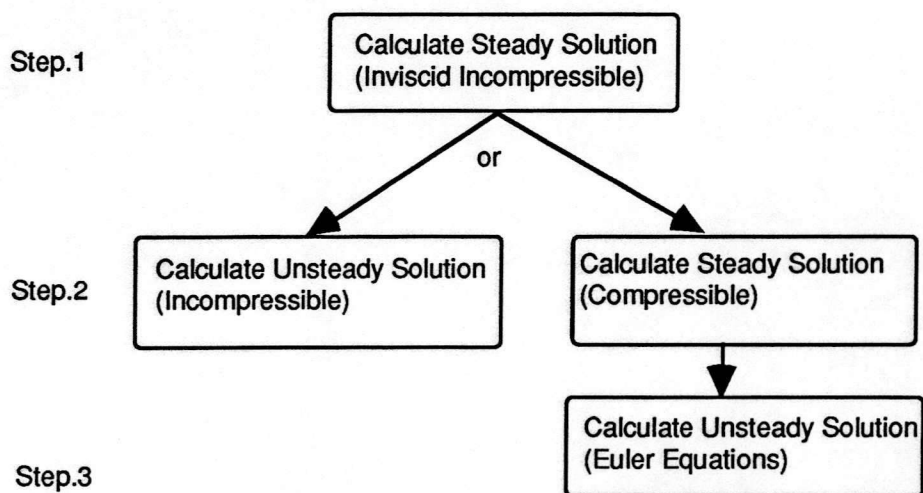 Step.1
Calculate Steady Solution
(Inviscid Incompressible)
or
Step.2
Calculate Unsteady Solution
(Incompressible)
Calculate Steady Solution
(Compressible)
Step.3
Calculate Unsteady Solution
(Euler Equations)